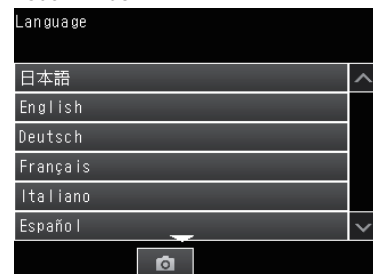 Language
日本語
English
Deutsch
Français
Italiano
Español